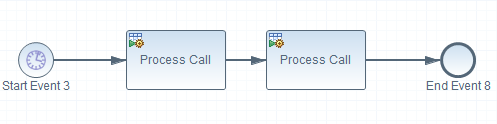 Process Call
Process Call
Start Event 3
End Event 8